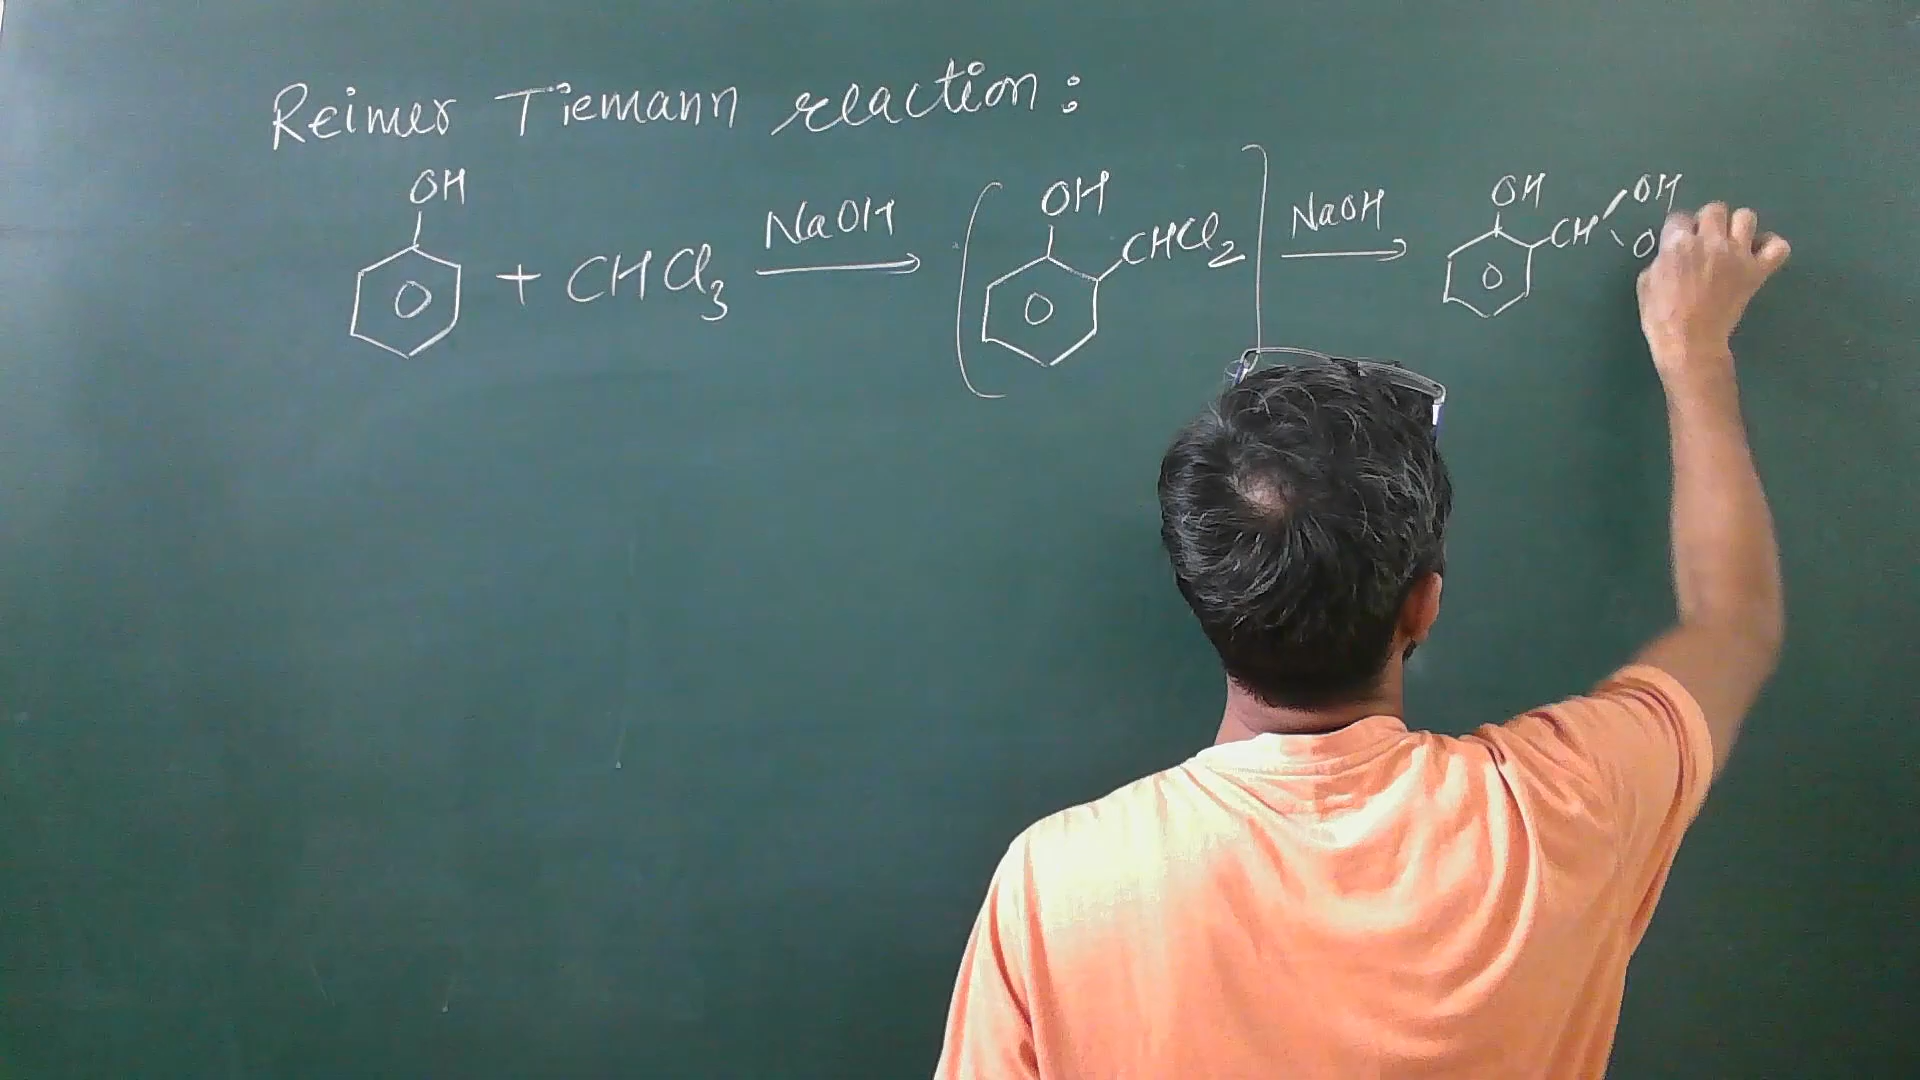 Reimer Tiemann reaction:
OH
+ CHCl3 NaOH
OH
CHCl2
NaOH
OH
CH OH
O